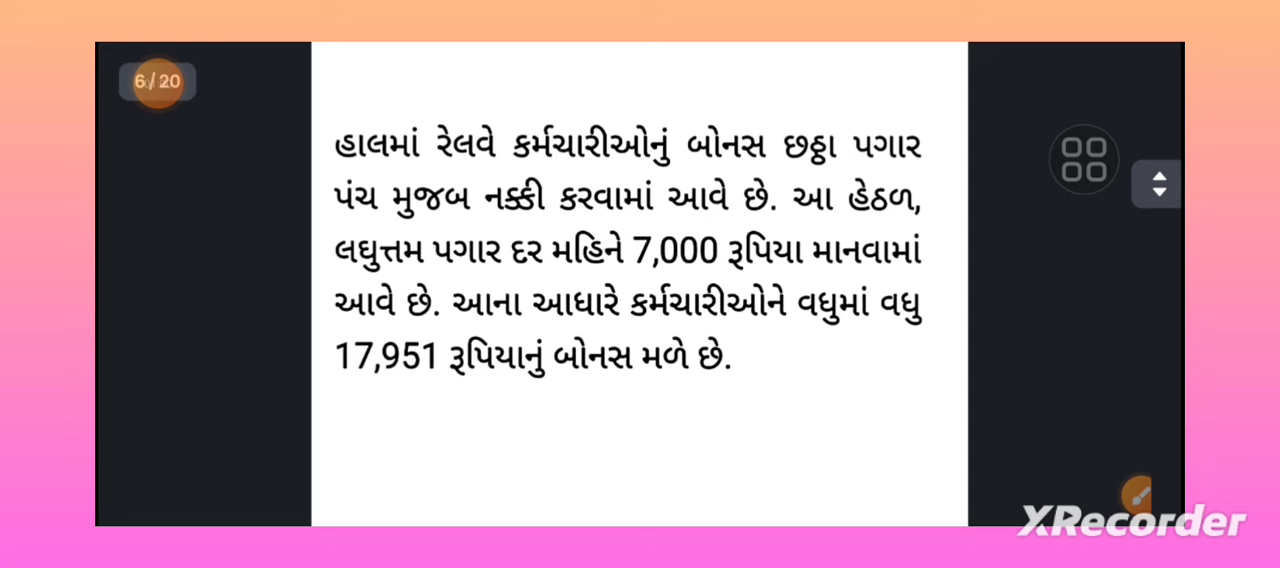 6/20
હાલમાં રેલવે કર્મચારીઓનું બોનસ છઠ્ઠા પગાર
પંચ મુજબ નક્કી કરવામાં આવે છે. આ હેઠળ,
લઘુત્તમ પગાર દર મહિને 7,000 રૂપિયા માનવામાં
આવે છે. આના આધારે કર્મચારીઓને વધુમાં વધુ
17,951 રૂપિયાનું બોનસ મળે છે.
XRecorder